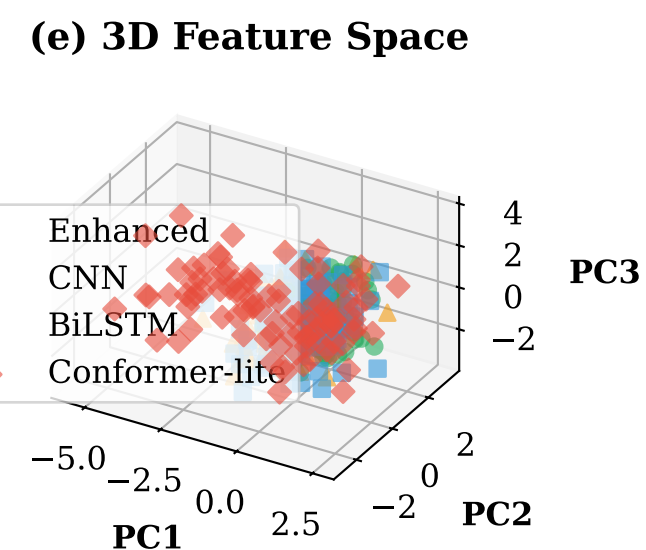 (e) 3D Feature Space
Enhanced
CNN
BiLSTM
Conformer-lite
4
2
0
−2
PC3
−5.0
−2.5
0.0
2.5
PC1
2
0
−2
PC2